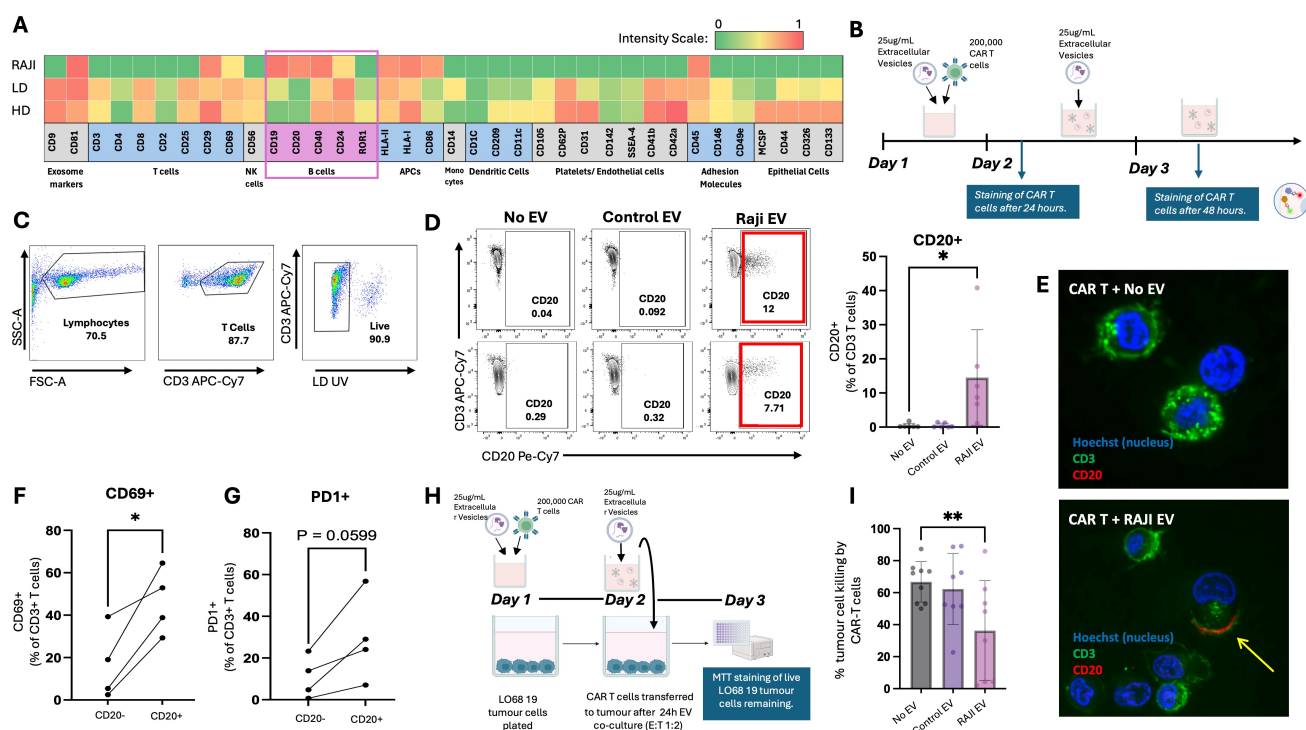 A
Intensity Scale:
0
1
RAJI
LD
HD
CD9
CD81
CD3
CD4
CD8
CD2
CD25
CD29
CD69
CD56
CD19
CD20
CD40
CD24
ROR1
HLA-II
HLA-I
CD86
CD14
CD1C
CD209
CD11c
CD105
CD62P
CD31
CD142
SSEA-4
CD41b
CD42a
CD45
CD146
CD49e
MCSP
CD44
CD326
CD133
Exosome
markers
T cells
NK
cells
B cells
APCs
Mono
cytes
Dendritic Cells
Platelets/ Endothelial cells
Adhesion
Molecules
Epithelial Cells
B
25ug/mL
Extracellular
Vesicles
200,000
CAR T
cells
25ug/mL
Extracellular
Vesicles
Day 1
Day 2
Day 3
Staining of CAR T
cells after 24 hours.
Staining of CAR T
cells after 48 hours.
C
SSC-A
Lymphocytes
70.5
FSC-A
T Cells
87.7
CD3 APC-Cy7
CD3 APC-Cy7
Live
90.9
LD UV
D
No EV
Control EV
Raji EV
CD20
0.04
CD20
0.092
CD20
12
CD20
0.29
CD20
0.32
CD20
7.71
CD3 APC-Cy7
CD20 Pe-Cy7
CD20+
*
CD20+
(% of CD3 T cells)
50
40
30
20
10
0
No EV
Control EV
RAJI EV
E
CAR T + No EV
Hoechst (nucleus)
CD3
CD20
CAR T + RAJI EV
Hoechst (nucleus)
CD3
CD20
F
CD69+
*
CD69+
(% of CD3+ T cells)
80
60
40
20
0
CD20-
CD20+
G
PD1+
P = 0.0599
PD1+
(% of CD3+ T cells)
80
60
40
20
0
CD20-
CD20+
H
25ug/mL
Extracellula
r Vesicles
200,000 CAR
T cells
25ug/mL
Extracellula
r Vesicles
Day 1
Day 2
Day 3
LO68 19
tumour cells
plated
CAR T cells transferred
to tumour after 24h EV
co-culture (E:T 1:2)
MTT staining of live
LO68 19 tumour
cells remaining.
I
**
% tumour cell killing by
CAR-T cells
100
80
60
40
20
0
No EV
Control EV
RAJI EV